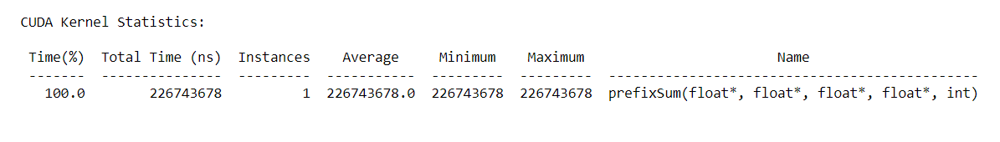 CUDA Kernel Statistics:
Time(%)  Total Time (ns)  Instances    Average     Minimum    Maximum                         Name
-------  ---------------  ---------  -----------  ---------  ---------  ----------------------------------------------
  100.0        226743678          1  226743678.0  226743678  226743678  prefixSum(float*, float*, float*, float*, int)